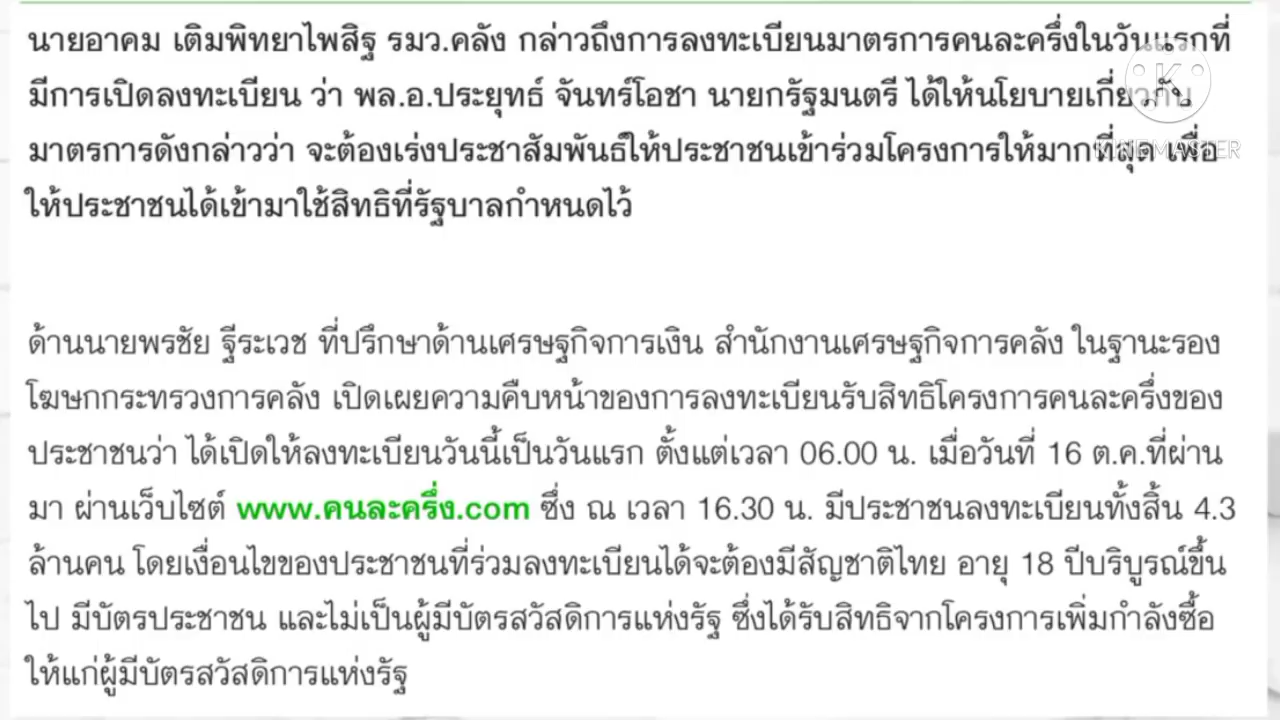 นายอาคม เติมพิทยาไพสิฐ รมว.คลัง กล่าวถึงการลงทะเบียนมาตรการคนละครึ่งในวันแรกที่
มีการเปิดลงทะเบียน ว่า พล.อ.ประยุทธ์ จันทร์โอชา นายกรัฐมนตรี ได้ให้นโยบายเกี่ยวกับ
มาตรการดังกล่าวว่า จะต้องเร่งประชาสัมพันธ์ให้ประชาชนเข้าร่วมโครงการให้มากที่สุด เพื่อ
KINEMASTER
ให้ประชาชนได้เข้ามาใช้สิทธิที่รัฐบาลกำหนดไว้
ด้านนายพรชัย ฐีระเวช ที่ปรึกษาด้านเศรษฐกิจการเงิน สำนักงานเศรษฐกิจการคลัง ในฐานะรอง
โฆษกกระทรวงการคลัง เปิดเผยความคืบหน้าของการลงทะเบียนรับสิทธิโครงการคนละครึ่งของ
ประชาชนว่า ได้เปิดให้ลงทะเบียนวันนี้เป็นวันแรก ตั้งแต่เวลา 06.00 น. เมื่อวันที่ 16 ต.ค.ที่ผ่าน
มา ผ่านเว็บไซต์ www.คนละครึ่ง.com ซึ่ง ณ เวลา 16.30 น. มีประชาชนลงทะเบียนทั้งสิ้น 4.3
ล้านคน โดยเงื่อนไขของประชาชนที่ร่วมลงทะเบียนได้จะต้องมีสัญชาติไทย อายุ 18 ปีบริบูรณ์ขึ้น
ไป มีบัตรประชาชน และไม่เป็นผู้มีบัตรสวัสดิการแห่งรัฐ ซึ่งได้รับสิทธิจากโครงการเพิ่มกำลังซื้อ
ให้แก่ผู้มีบัตรสวัสดิการแห่งรัฐ